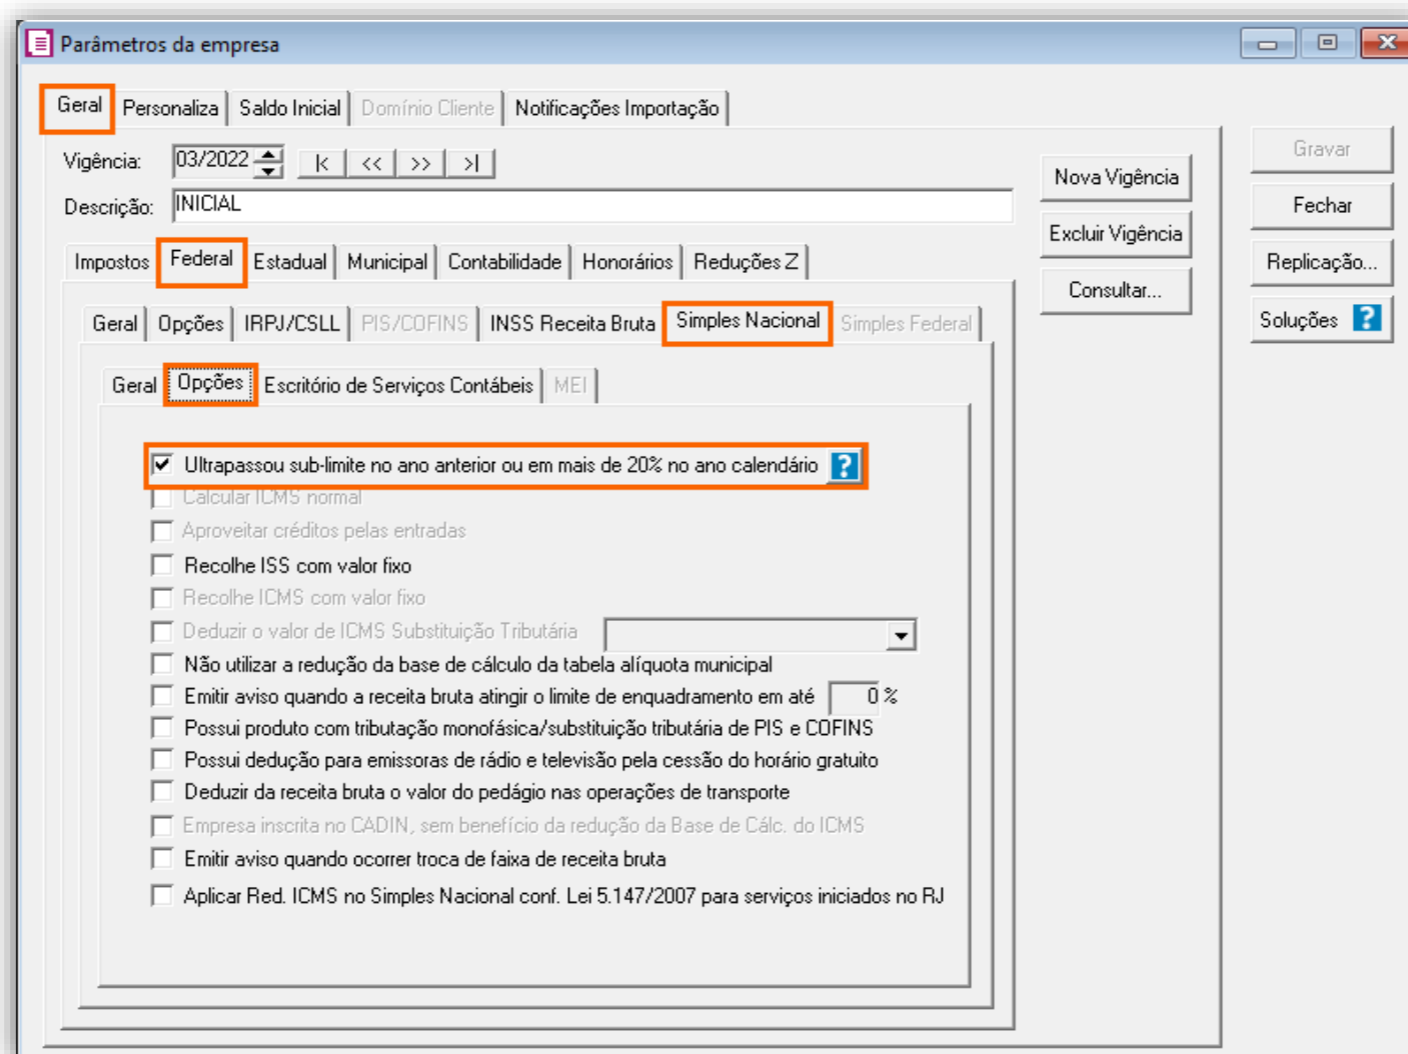 Parâmetros da empresa
Geral Personaliza Saldo Inicial Domínio Cliente Notificações Importação
Vigência: 03/2022 |< << >> >|
Descrição: INICIAL
Nova Vigência
Excluir Vigência
Consultar...
Gravar
Fechar
Replicação...
Soluções ?
Impostos Federal Estadual Municipal Contabilidade Honorários Reduções Z
Geral Opções IRPJ/CSLL PIS/COFINS INSS Receita Bruta Simples Nacional Simples Federal
Geral Opções Escritório de Serviços Contábeis MEI
Ultrapassou sub-limite no ano anterior ou em mais de 20% no ano calendário ?
Calcular ICMS normal
Aproveitar créditos pelas entradas
Recolhe ISS com valor fixo
Recolhe ICMS com valor fixo
Deduzir o valor de ICMS Substituição Tributária
Não utilizar a redução da base de cálculo da tabela alíquota municipal
Emitir aviso quando a receita bruta atingir o limite de enquadramento em até 0 %
Possui produto com tributação monofásica/substituição tributária de PIS e COFINS
Possui dedução para emissoras de rádio e televisão pela cessão do horário gratuito
Deduzir da receita bruta o valor do pedágio nas operações de transporte
Empresa inscrita no CADIN, sem benefício da redução da Base de Cálc. do ICMS
Emitir aviso quando ocorrer troca de faixa de receita bruta
Aplicar Red. ICMS no Simples Nacional conf. Lei 5.147/2007 para serviços iniciados no RJ